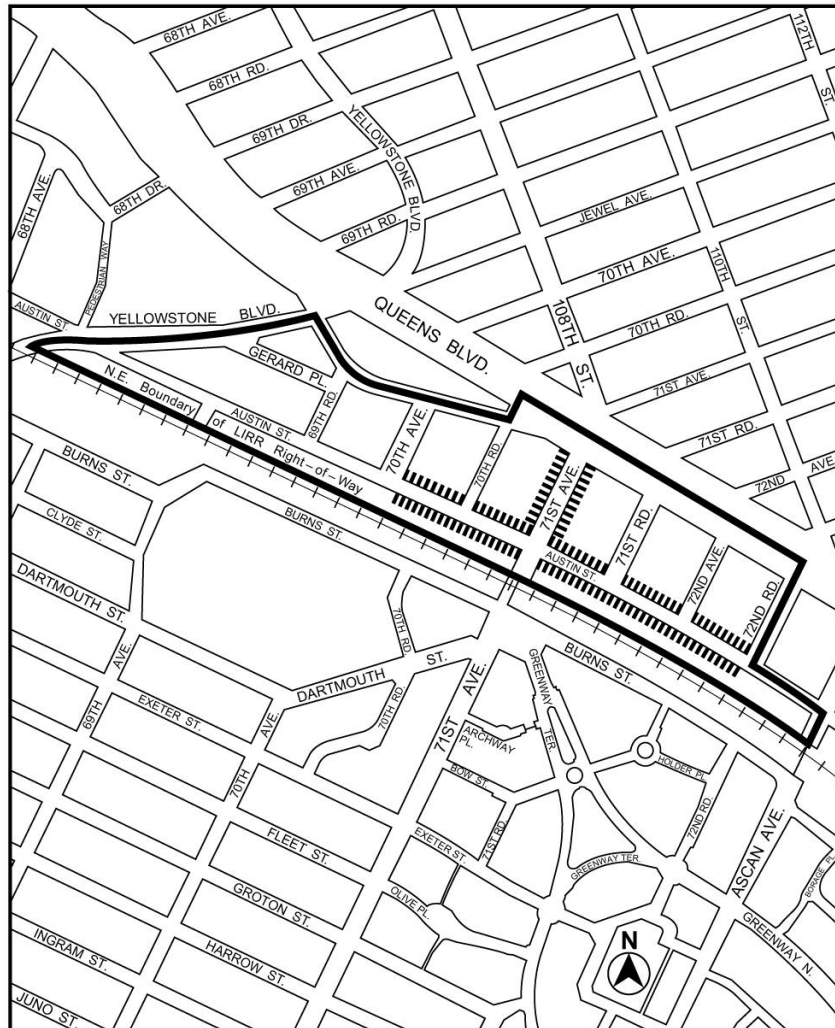 68TH AVE.
112TH
68TH RD.
ST.
69TH DR.
YELLOWSTONE BLVD.
69TH AVE.
68TH AVE.
68TH DR.
JEWEL AVE.
69TH RD.
PEDESTRIAN WAY
70TH AVE.
110TH
ST.
AUSTIN ST.
YELLOWSTONE BLVD.
QUEENS BLVD.
108TH
ST.
70TH RD.
GERARD PL.
71ST AVE.
N.E. Boundary
of LIRR Right-of-Way
AUSTIN ST.
69TH RD.
70TH AVE.
70TH RD.
71ST AVE.
71ST RD.
72ND AVE.
BURNS ST.
BURNS ST.
CLYDE ST.
71ST RD.
AUSTIN ST.
72ND AVE.
72ND RD.
DARTMOUTH ST.
70TH RD.
BURNS ST.
DARTMOUTH ST.
69TH AVE.
EXETER ST.
70TH RD.
71ST AVE.
GREENWAY TER.
ARCHWAY PL.
70TH AVE.
BOW ST.
HOLDER PL.
72ND RD.
71ST RD.
FLEET ST.
EXETER ST.
ASCAN AVE.
GREENWAY TER.
GROTON ST.
OLIVE PL.
BORAGE PL.
GREENWAY N.
INGRAM ST.
HARROW ST.
N
JUNO ST.